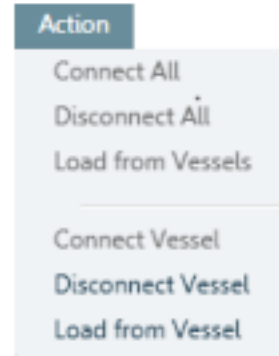 Action
Connect All
Disconnect All
Load from Vessels
Connect Vessel
Disconnect Vessel
Load from Vessel